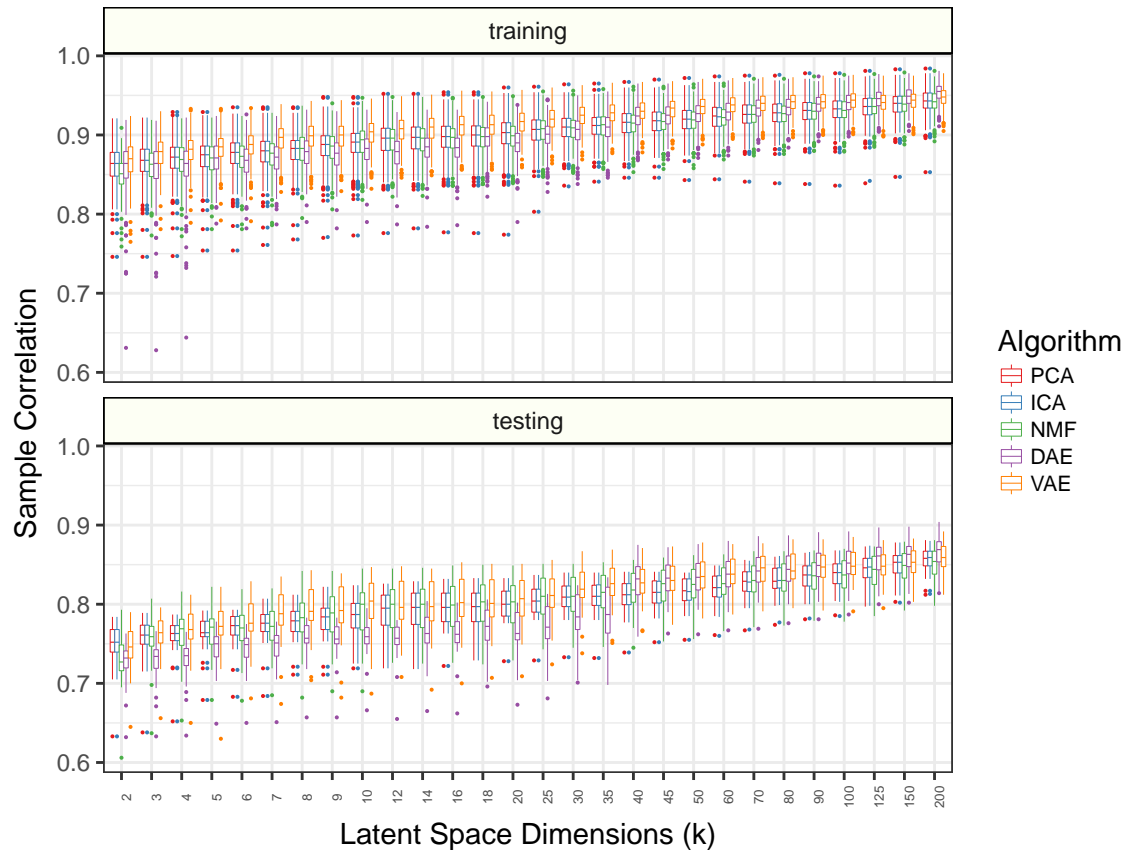 training
1.0
0.9
0.8
0.7
0.6
testing
1.0
0.9
0.8
0.7
0.6
Sample Correlation
2 3 4 5 6 7 8 9 10 12 14 16 18 20 25 30 35 40 45 50 60 70 80 90 100 125 150 200
Latent Space Dimensions (k)
Algorithm
PCA
ICA
NMF
DAE
VAE